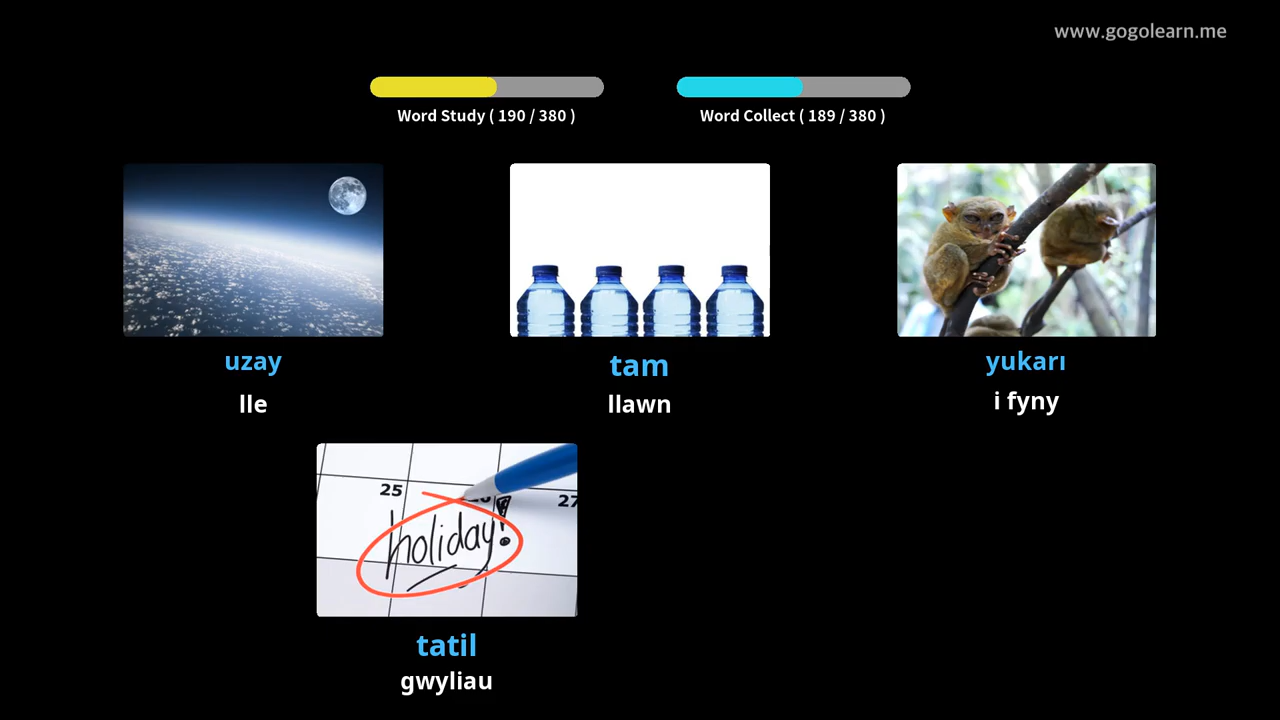 www.gogolearn.me
Word Study ( 190 / 380 )
Word Collect ( 189 / 380 )
uzay
lle
tam
llawn
yukarı
i fyny
25
27
holiday!
tatil
gwyliau